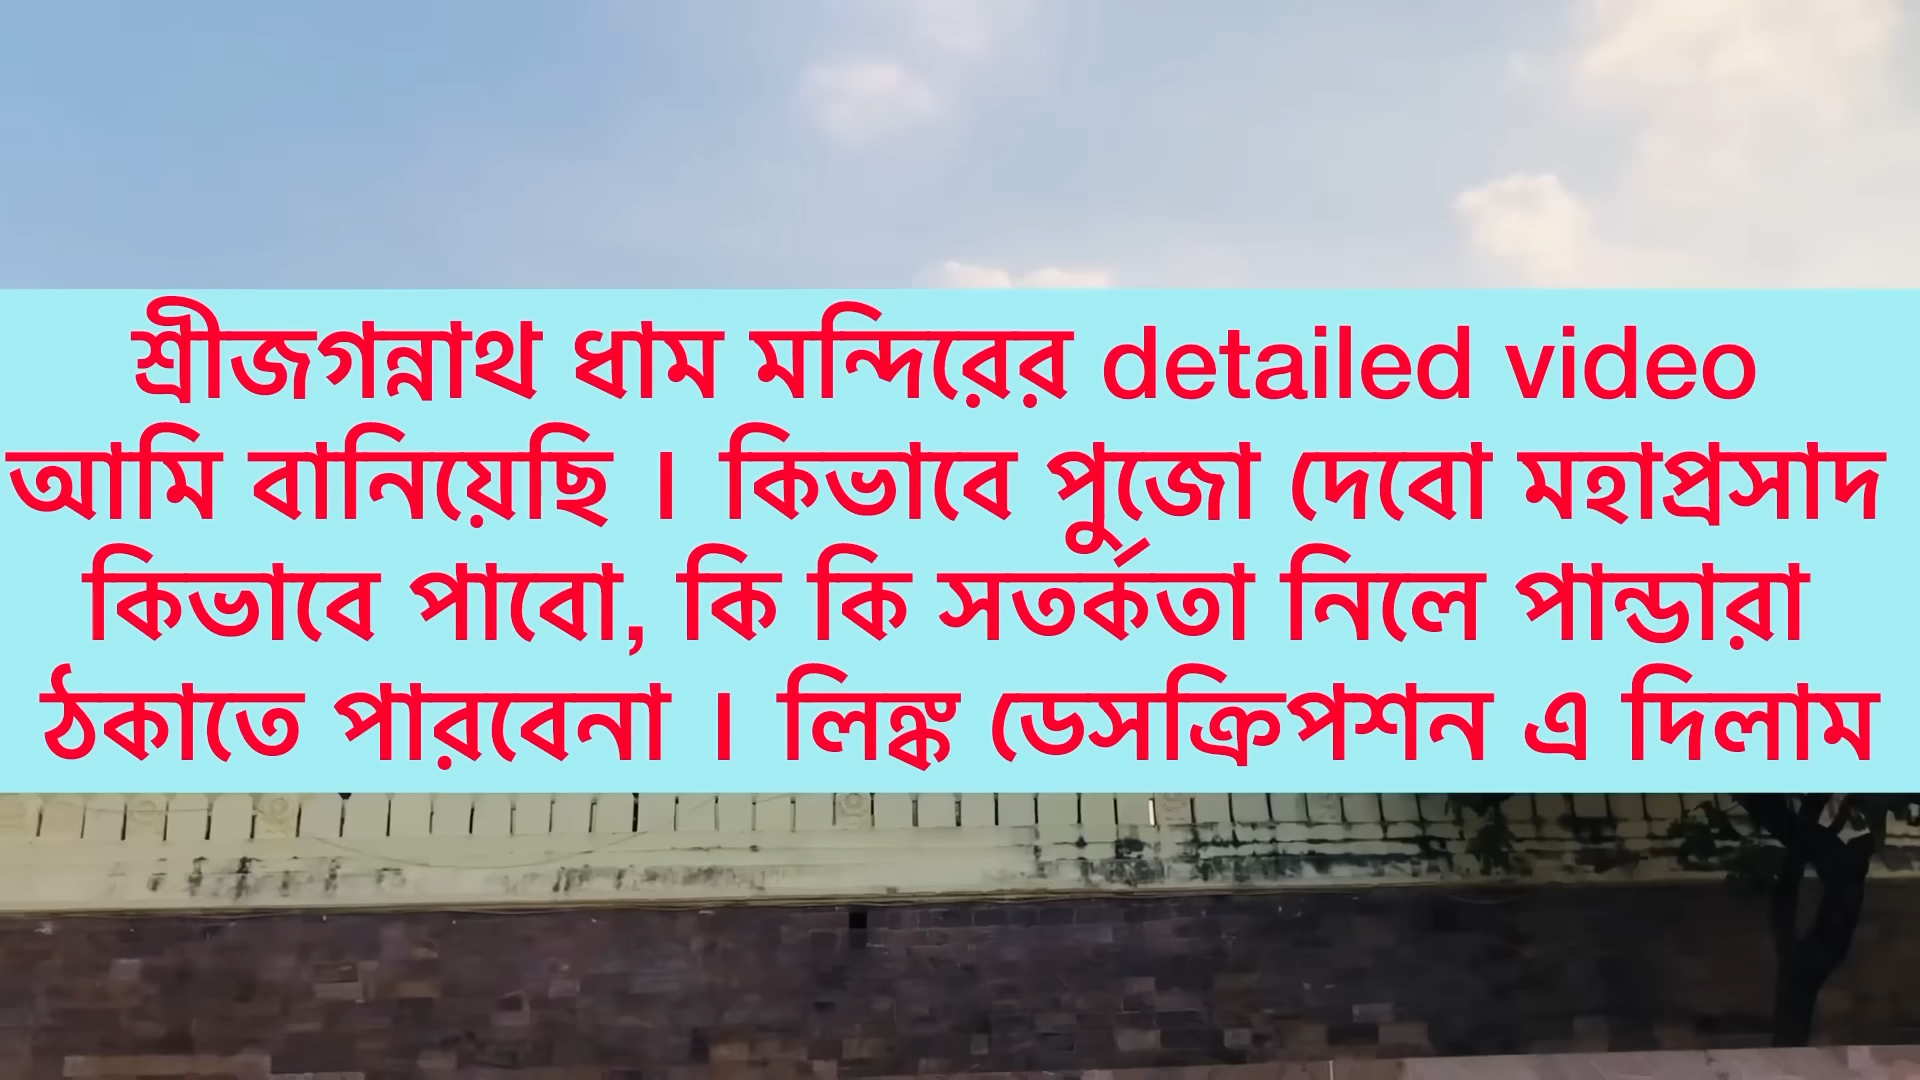 শ্রীজগন্নাথ ধাম মন্দিরের detailed video
আমি বানিয়েছি । কিভাবে পুজো দেবো মহাপ্রসাদ
কিভাবে পাবো, কি কি সতর্কতা নিলে পান্ডারা
ঠকাতে পারবেনা । লিঙ্ক ডেসক্রিপশন এ দিলাম